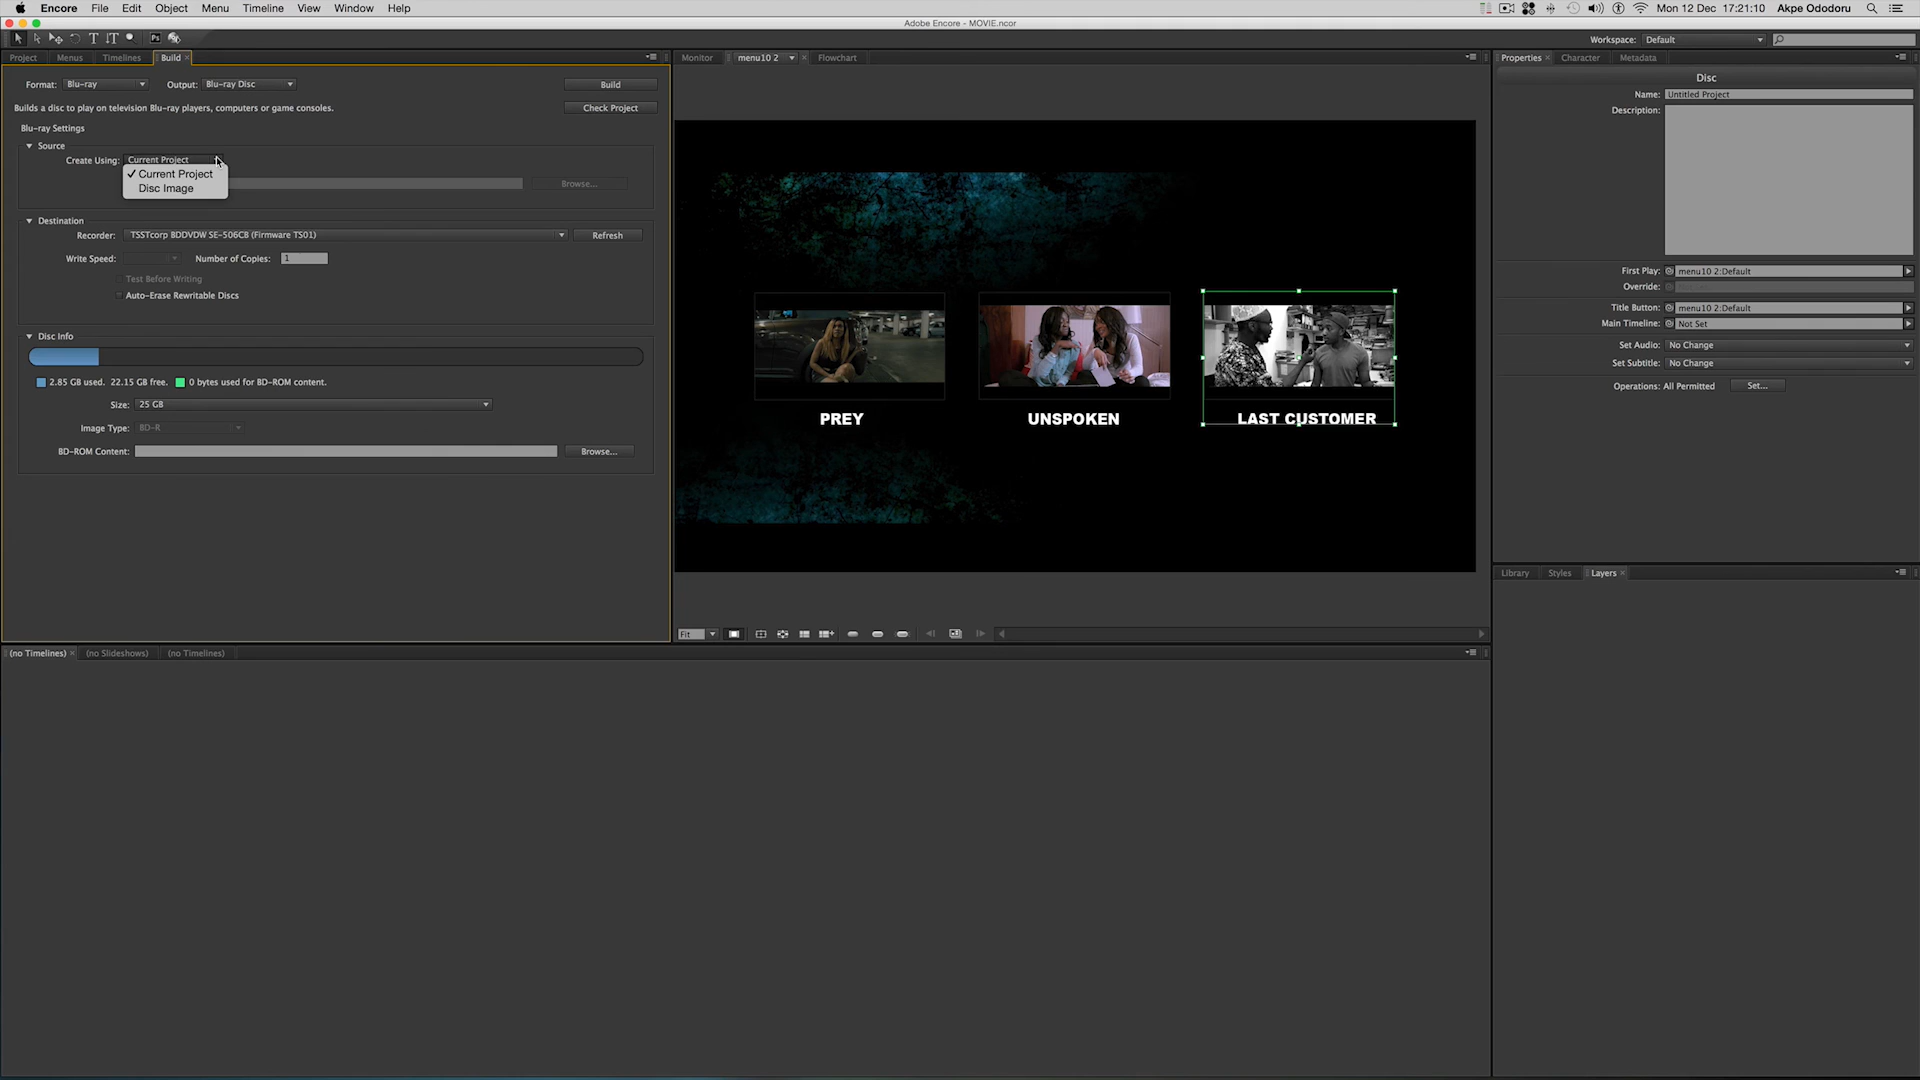 Encore File Edit Object Menu Timeline View Window Help Mon 12 Dec 17:21:10 Akpe Ododoru
Adobe Encore - MOVIE.ncor
T T Ps
Workspace: Default
Project Menus Timelines Build
Monitor menu10 2 Flowchart
Properties Character Metadata
Disc
Format: Blu-ray Output: Blu-ray Disc Build
Builds a disc to play on television Blu-ray players, computers or game consoles. Check Project
Blu-ray Settings
Source
Create Using: Current Project
Current Project
Disc Image
Browse...
Destination
Recorder: TSSTcorp BDDVDW SE-506CB (Firmware TS01) Refresh
Write Speed: Number of Copies: 1
Test Before Writing
Auto-Erase Rewritable Discs
Disc Info
2.85 GB used. 22.15 GB free. 0 bytes used for BD-ROM content.
Size: 25 GB
Image Type: BD-R
BD-ROM Content: Browse...
PREY
UNSPOKEN
LAST CUSTOMER
Fit
Name: Untitled Project
Description:
First Play: menu10 2:Default
Override:
Title Button: menu10 2:Default
Main Timeline: Not Set
Set Audio: No Change
Set Subtitle: No Change
Operations: All Permitted Set...
Library Styles Layers
(no Timelines) (no Slideshows) (no Timelines)